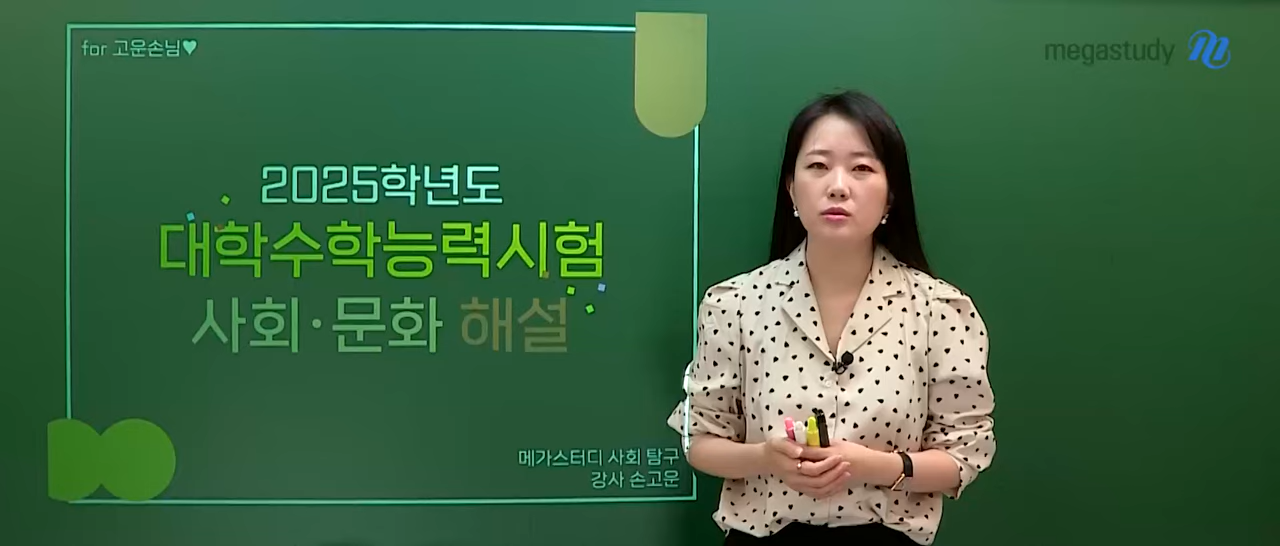 for 고운손님♥
megastudy
2025학년도
대학수학능력시험
사회·문화 해설
메가스터디 사회 탐구
강사 손고운